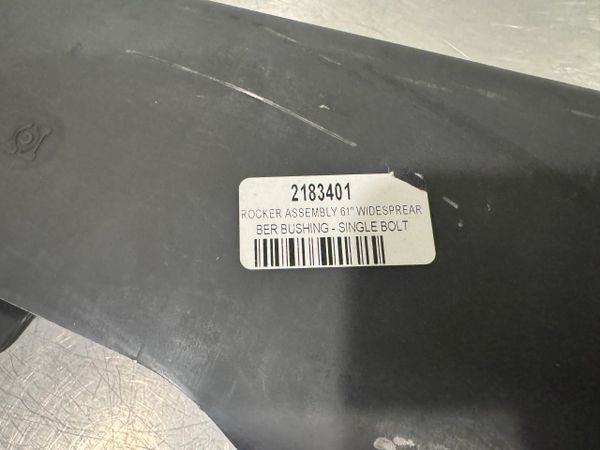 2183401
ROCKER ASSEMBLY 61" WIDESPREAR
BER BUSHING - SINGLE BOLT